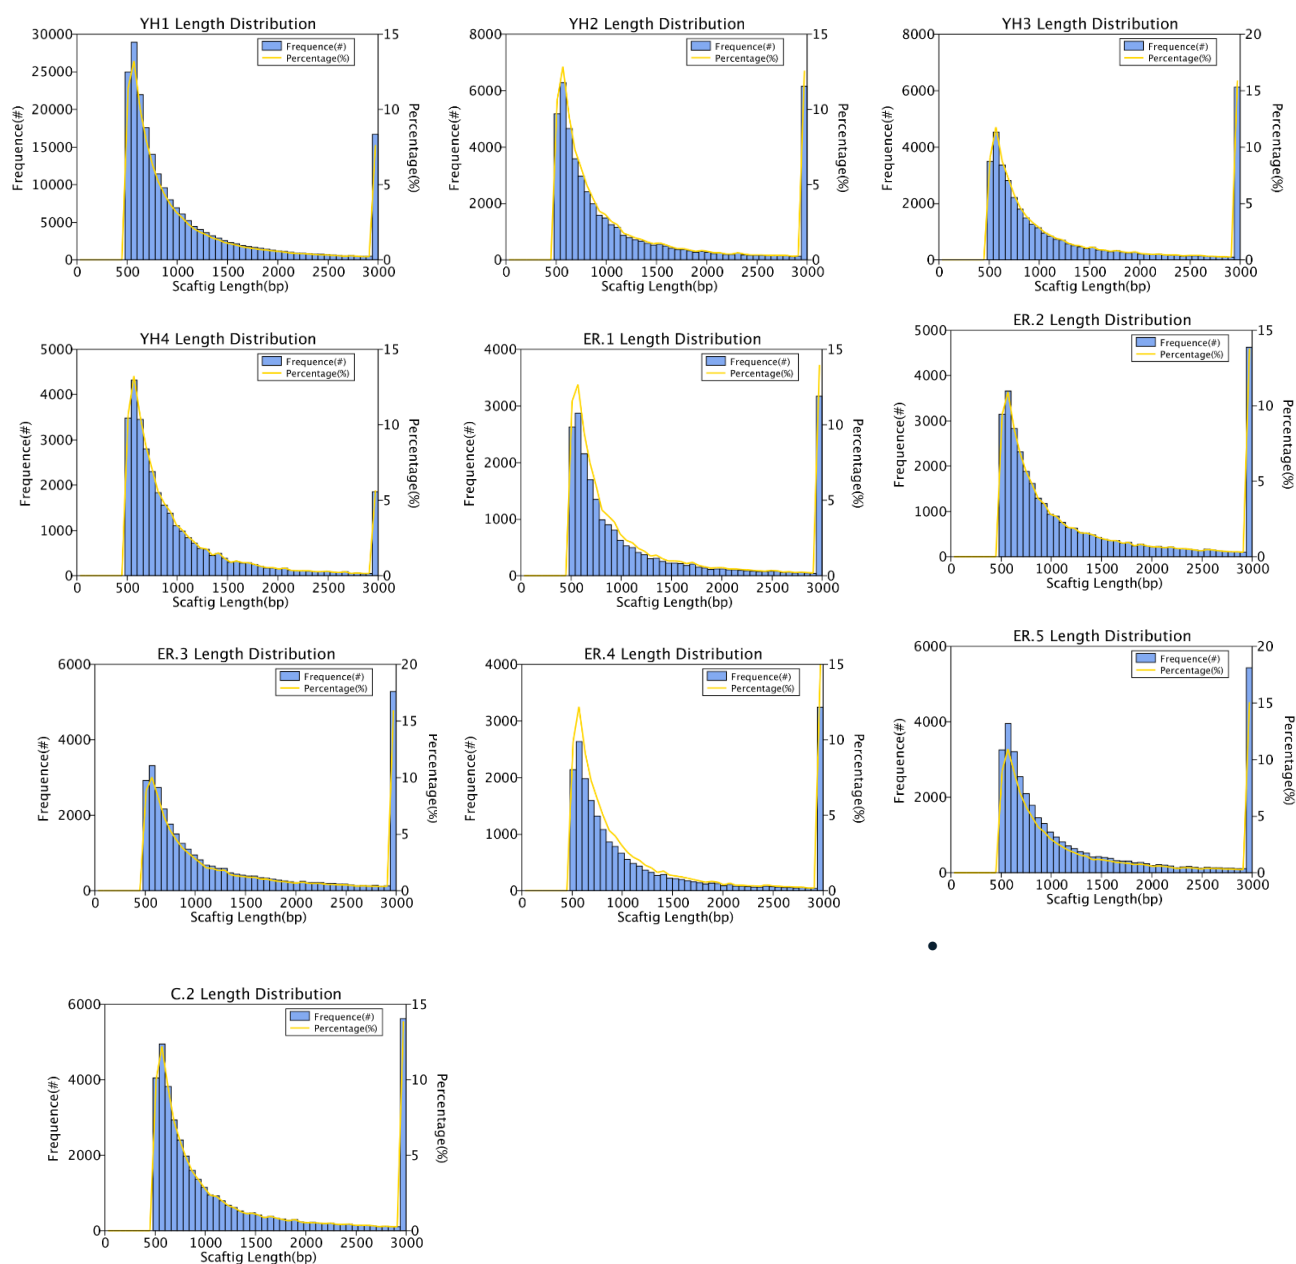 YH1 Length Distribution
30000
25000
20000
15000
10000
5000
0
15
10
5
0
Frequence(#)
Percentage(%)
Frequence(#)
Percentage(%)
0 500 1000 1500 2000 2500 3000
Scaftig Length(bp)
YH2 Length Distribution
8000
6000
4000
2000
0
15
10
5
0
Frequence(#)
Percentage(%)
Frequence(#)
Percentage(%)
0 500 1000 1500 2000 2500 3000
Scaftig Length(bp)
YH3 Length Distribution
8000
6000
4000
2000
0
20
15
10
5
0
Frequence(#)
Percentage(%)
Frequence(#)
Percentage(%)
0 500 1000 1500 2000 2500 3000
Scaftig Length(bp)
YH4 Length Distribution
5000
4000
3000
2000
1000
0
15
10
5
0
Frequence(#)
Percentage(%)
Frequence(#)
Percentage(%)
0 500 1000 1500 2000 2500 3000
Scaftig Length(bp)
ER.1 Length Distribution
4000
3000
2000
1000
0
15
10
5
0
Frequence(#)
Percentage(%)
Frequence(#)
Percentage(%)
0 500 1000 1500 2000 2500 3000
Scaftig Length(bp)
ER.2 Length Distribution
5000
4000
3000
2000
1000
0
15
10
5
0
Frequence(#)
Percentage(%)
Frequence(#)
Percentage(%)
0 500 1000 1500 2000 2500 3000
Scaftig Length(bp)
ER.3 Length Distribution
6000
4000
2000
0
20
15
10
5
0
Frequence(#)
Percentage(%)
Frequence(#)
Percentage(%)
0 500 1000 1500 2000 2500 3000
Scaftig Length(bp)
ER.4 Length Distribution
4000
3000
2000
1000
0
15
10
5
0
Frequence(#)
Percentage(%)
Frequence(#)
Percentage(%)
0 500 1000 1500 2000 2500 3000
Scaftig Length(bp)
ER.5 Length Distribution
6000
4000
2000
0
20
15
10
5
0
Frequence(#)
Percentage(%)
Frequence(#)
Percentage(%)
0 500 1000 1500 2000 2500 3000
Scaftig Length(bp)
C.2 Length Distribution
6000
4000
2000
0
15
10
5
0
Frequence(#)
Percentage(%)
Frequence(#)
Percentage(%)
0 500 1000 1500 2000 2500 3000
Scaftig Length(bp)